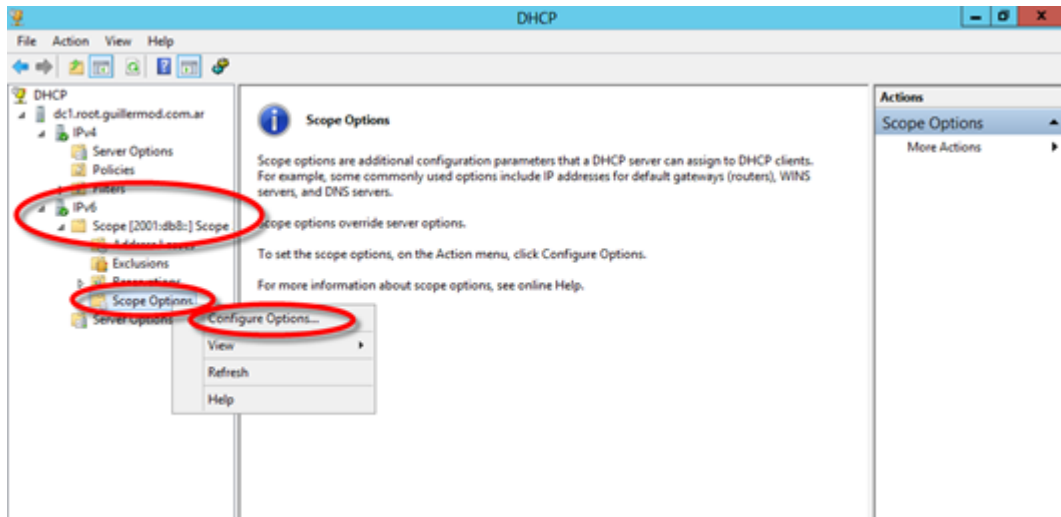 DHCP
File Action View Help
DHCP
dc1.root.guillermod.com.ar
IPv4
Server Options
Policies
Filters
IPv6
Scope [2001:db8::] Scope
Address Leases
Exclusions
Reservations
Scope Options
Server Options
Configure Options...
View
Refresh
Help
Scope Options
Scope options are additional configuration parameters that a DHCP server can assign to DHCP clients.
For example, some commonly used options include IP addresses for default gateways (routers), WINS
servers, and DNS servers.
Scope options override server options.
To set the scope options, on the Action menu, click Configure Options.
For more information about scope options, see online Help.
Actions
Scope Options
More Actions